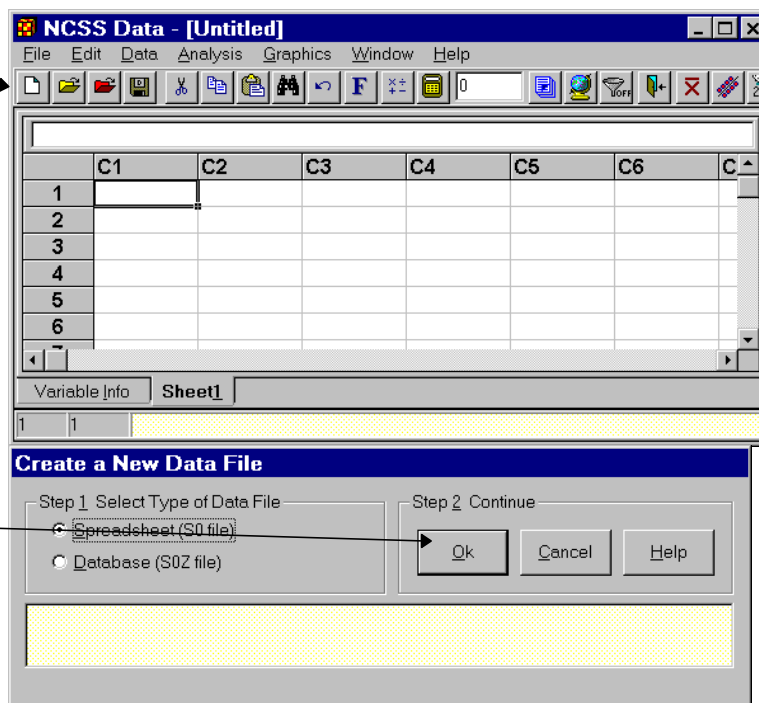 NCSS Data - [Untitled]
File Edit Data Analysis Graphics Window Help
F 0 OFF
C1 C2 C3 C4 C5 C6 C
1
2
3
4
5
6
Variable Info Sheet1
1 1
Create a New Data File
Step 1 Select Type of Data File
Step 2 Continue
Spreadsheet (S0 file)
Database (S0Z file)
Ok Cancel Help